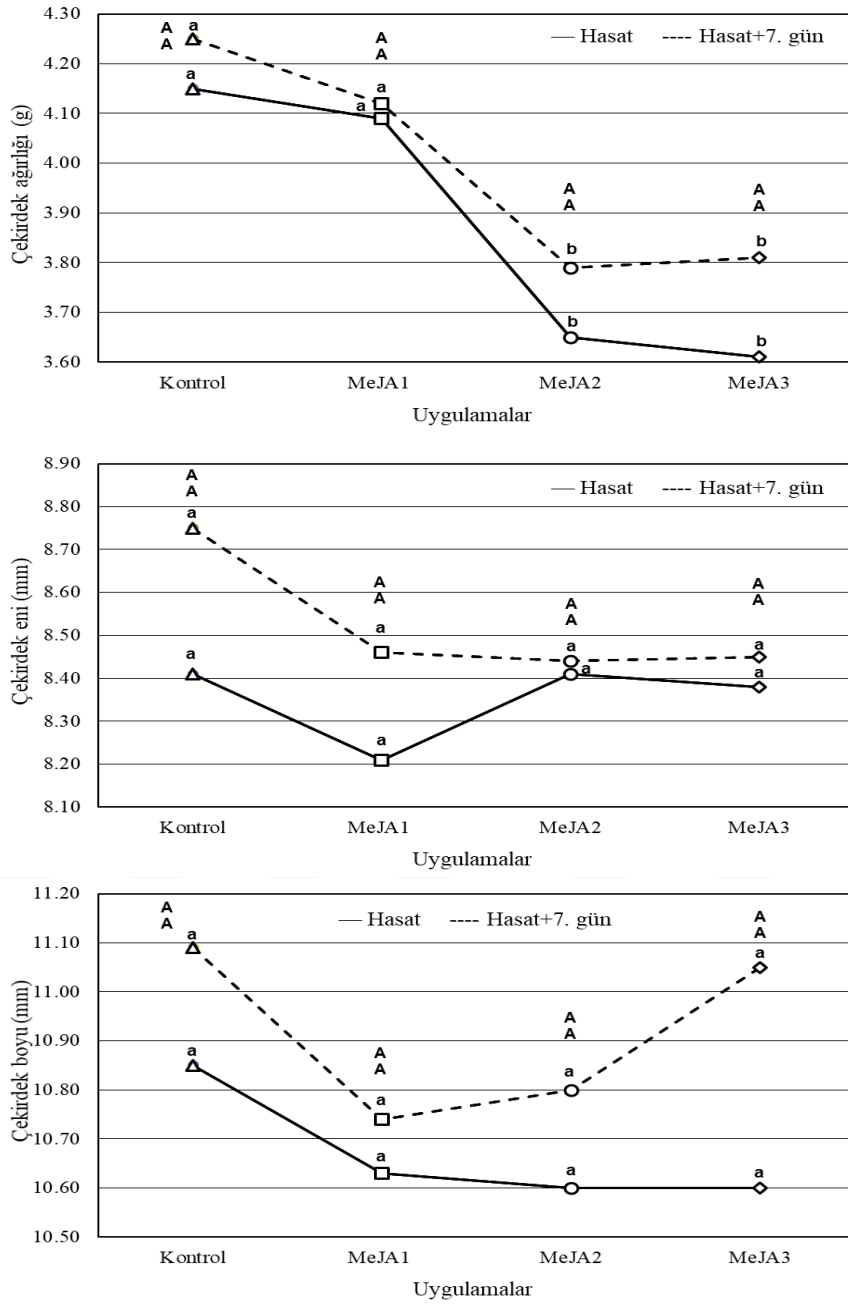 4.30
4.20
4.10
4.00
3.90
3.80
3.70
3.60
Çekirdek ağırlığı (g)
Hasat Hasat+7. gün
A
A
a
a
A
A
a
a
A
A
b
b
A
A
b
b
Kontrol MeJA1 MeJA2 MeJA3
Uygulamalar
8.90
8.80
8.70
8.60
8.50
8.40
8.30
8.20
8.10
Çekirdek eni (mm)
Hasat Hasat+7. gün
A
A
a
a
A
A
a
a
A
A
a
a
A
A
a
a
Kontrol MeJA1 MeJA2 MeJA3
Uygulamalar
11.20
11.10
11.00
10.90
10.80
10.70
10.60
10.50
Çekirdek boyu (mm)
Hasat Hasat+7. gün
A
A
a
a
A
A
a
a
A
A
a
a
A
A
a
a
Kontrol MeJA1 MeJA2 MeJA3
Uygulamalar